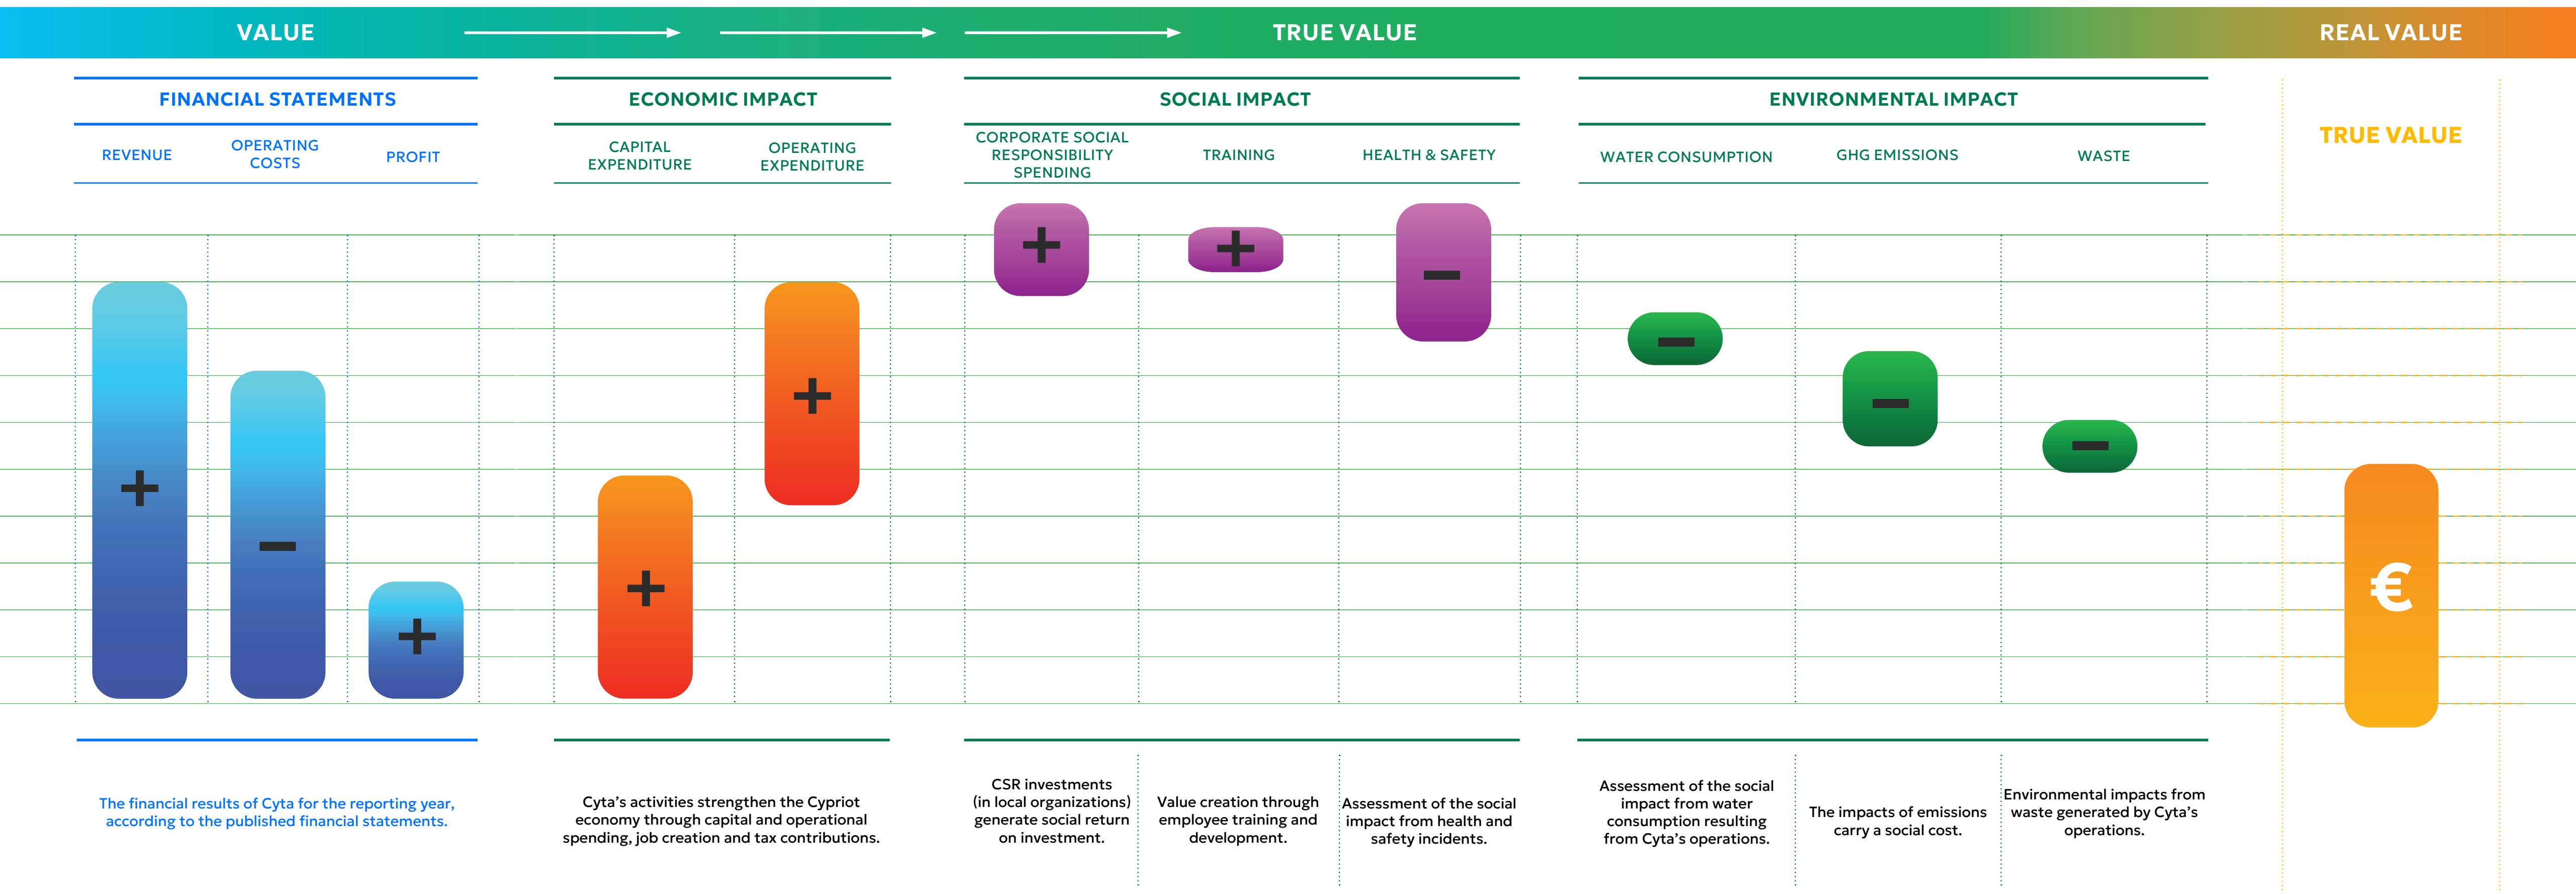 VALUE
TRUE VALUE
REAL VALUE
FINANCIAL STATEMENTS
REVENUE
OPERATING
COSTS
PROFIT
ECONOMIC IMPACT
CAPITAL
EXPENDITURE
OPERATING
EXPENDITURE
SOCIAL IMPACT
CORPORATE SOCIAL
RESPONSIBILITY
SPENDING
TRAINING
HEALTH & SAFETY
ENVIRONMENTAL IMPACT
WATER CONSUMPTION
GHG EMISSIONS
WASTE
TRUE VALUE
+
−
+
+
+
+
+
−
−
−
−
€
The financial results of Cyta for the reporting year,
according to the published financial statements.
Cyta’s activities strengthen the Cypriot
economy through capital and operational
spending, job creation and tax contributions.
CSR investments
(in local organizations)
generate social return
on investment.
Value creation through
employee training and
development.
Assessment of the social
impact from health and
safety incidents.
Assessment of the social
impact from water
consumption resulting
from Cyta’s operations.
The impacts of emissions
carry a social cost.
Environmental impacts from
waste generated by Cyta’s
operations.